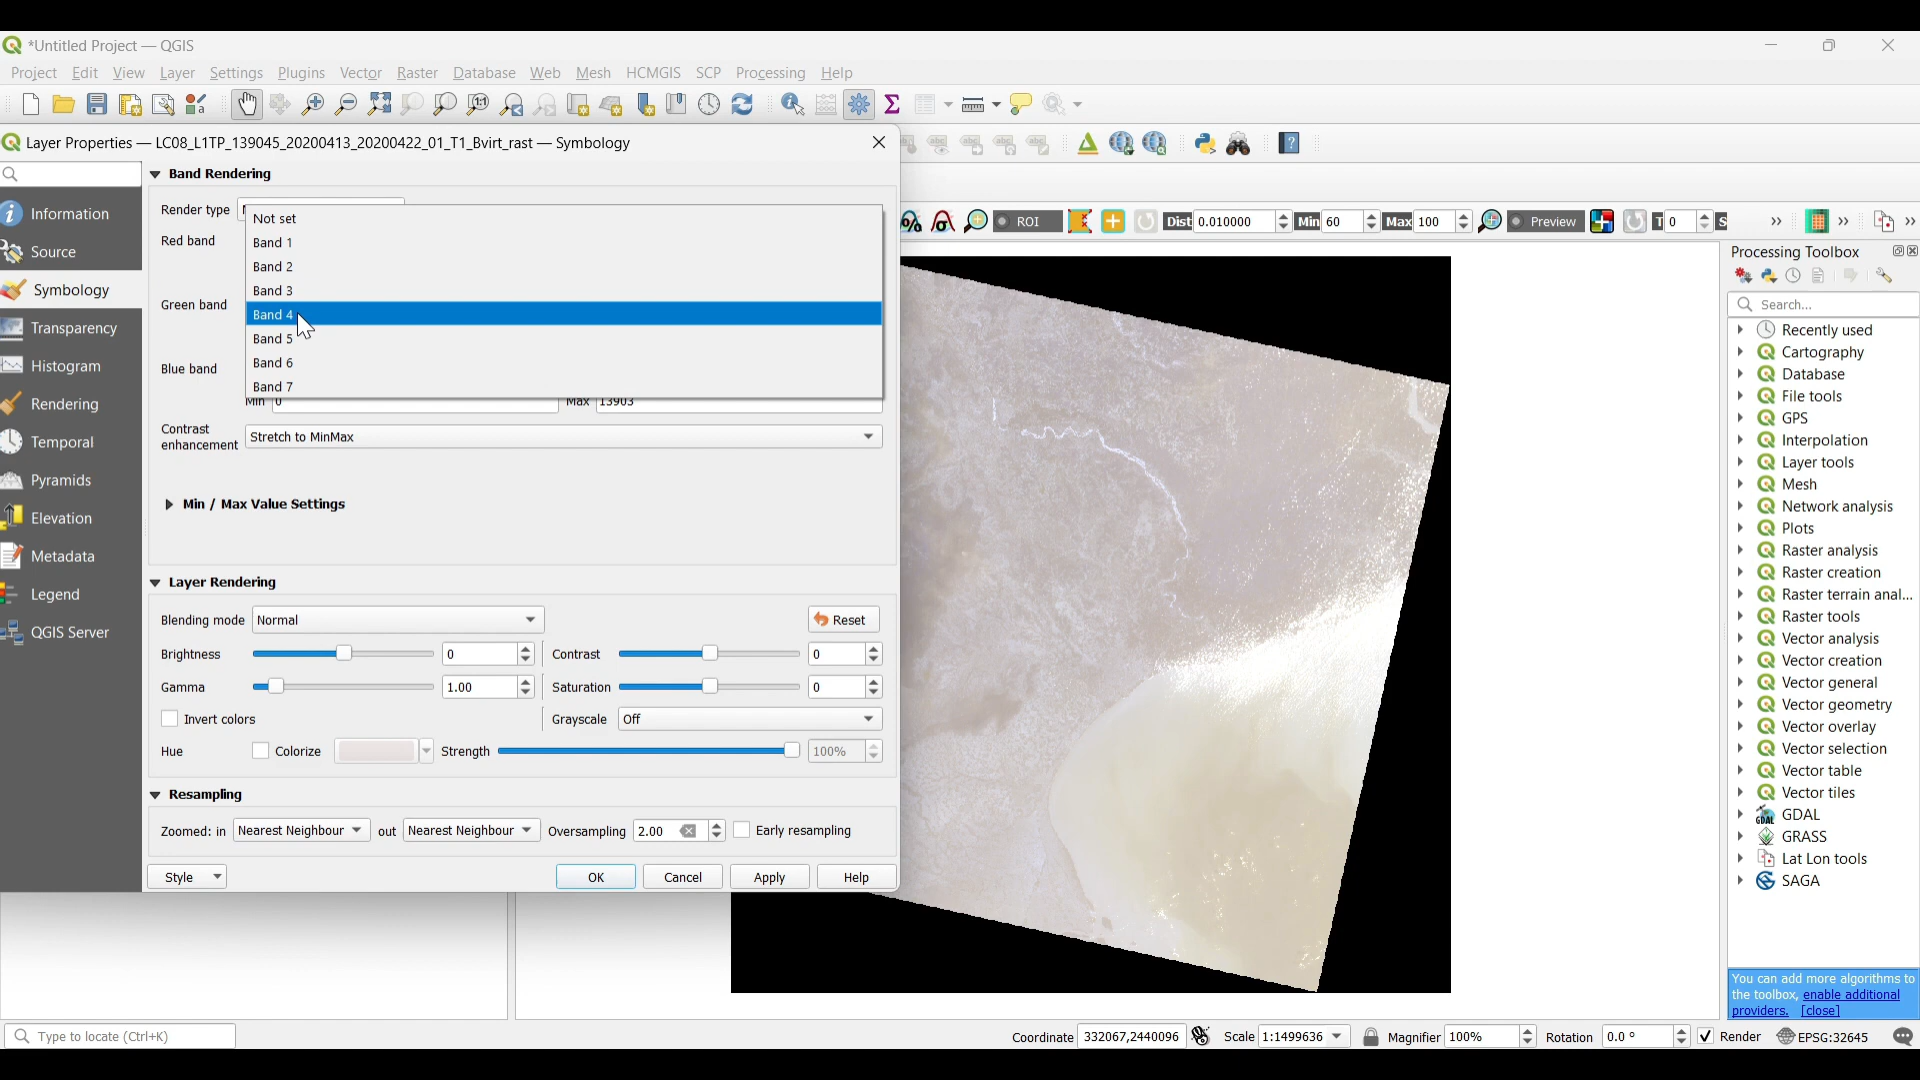 *Untitled Project — QGIS
Project Edit View Layer Settings Plugins Vector Raster Database Web Mesh HCMGIS SCP Processing Help
Layer Properties — LC08_L1TP_139045_20200413_20200422_01_T1_Bvirt_rast — Symbology
Information
Source
Symbology
Transparency
Histogram
Rendering
Temporal
Pyramids
Elevation
Metadata
Legend
QGIS Server
Band Rendering
Render type
Red band
Green band
Blue band
Not set
Band 1
Band 2
Band 3
Band 4
Band 5
Band 6
Band 7
Min 0 Max 13903
Contrast
enhancement Stretch to MinMax
Min / Max Value Settings
Layer Rendering
Blending mode Normal Reset
Brightness 0 Contrast 0
Gamma 1.00 Saturation 0
Invert colors Grayscale Off
Hue Colorize Strength 100%
Resampling
Zoomed: in Nearest Neighbour out Nearest Neighbour Oversampling 2.00 Early resampling
Style OK Cancel Apply Help
ROI Dist 0.010000 Min 60 Max 100 Preview T 0 S
Processing Toolbox
Search...
Recently used
Cartography
Database
File tools
GPS
Interpolation
Layer tools
Mesh
Network analysis
Plots
Raster analysis
Raster creation
Raster terrain anal...
Raster tools
Vector analysis
Vector creation
Vector general
Vector geometry
Vector overlay
Vector selection
Vector table
Vector tiles
GDAL
GRASS
Lat Lon tools
SAGA
You can add more algorithms to
the toolbox, enable additional
providers. [close]
Type to locate (Ctrl+K) Coordinate 332067,2440096 Scale 1:1499636 Magnifier 100% Rotation 0.0 ° Render EPSG:32645